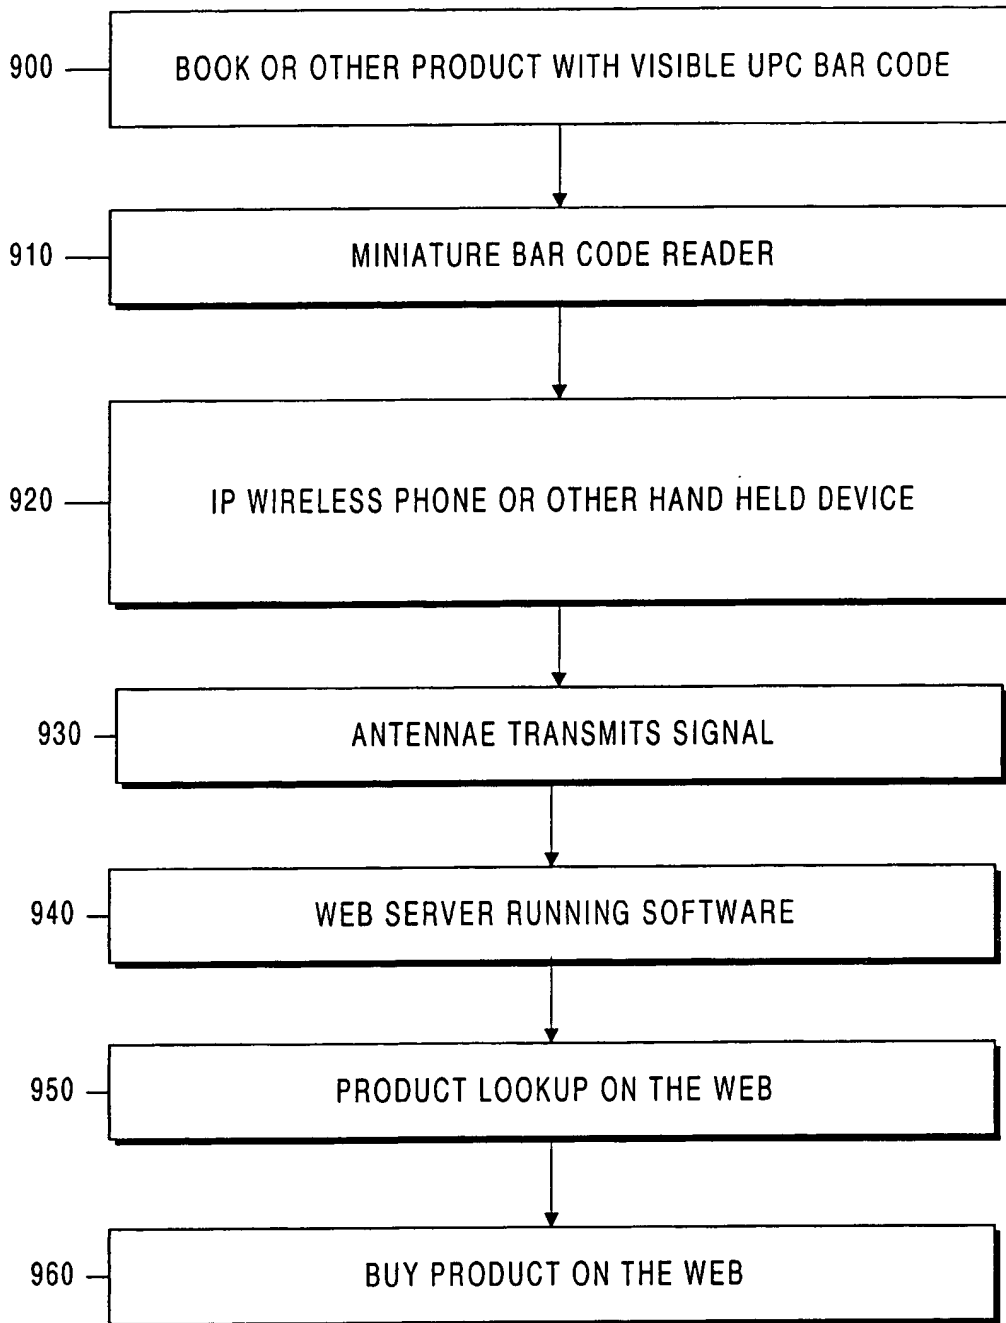 900 BOOK OR OTHER PRODUCT WITH VISIBLE UPC BAR CODE
910 MINIATURE BAR CODE READER
920 IP WIRELESS PHONE OR OTHER HAND HELD DEVICE
930 ANTENNAE TRANSMITS SIGNAL
940 WEB SERVER RUNNING SOFTWARE
950 PRODUCT LOOKUP ON THE WEB
960 BUY PRODUCT ON THE WEB